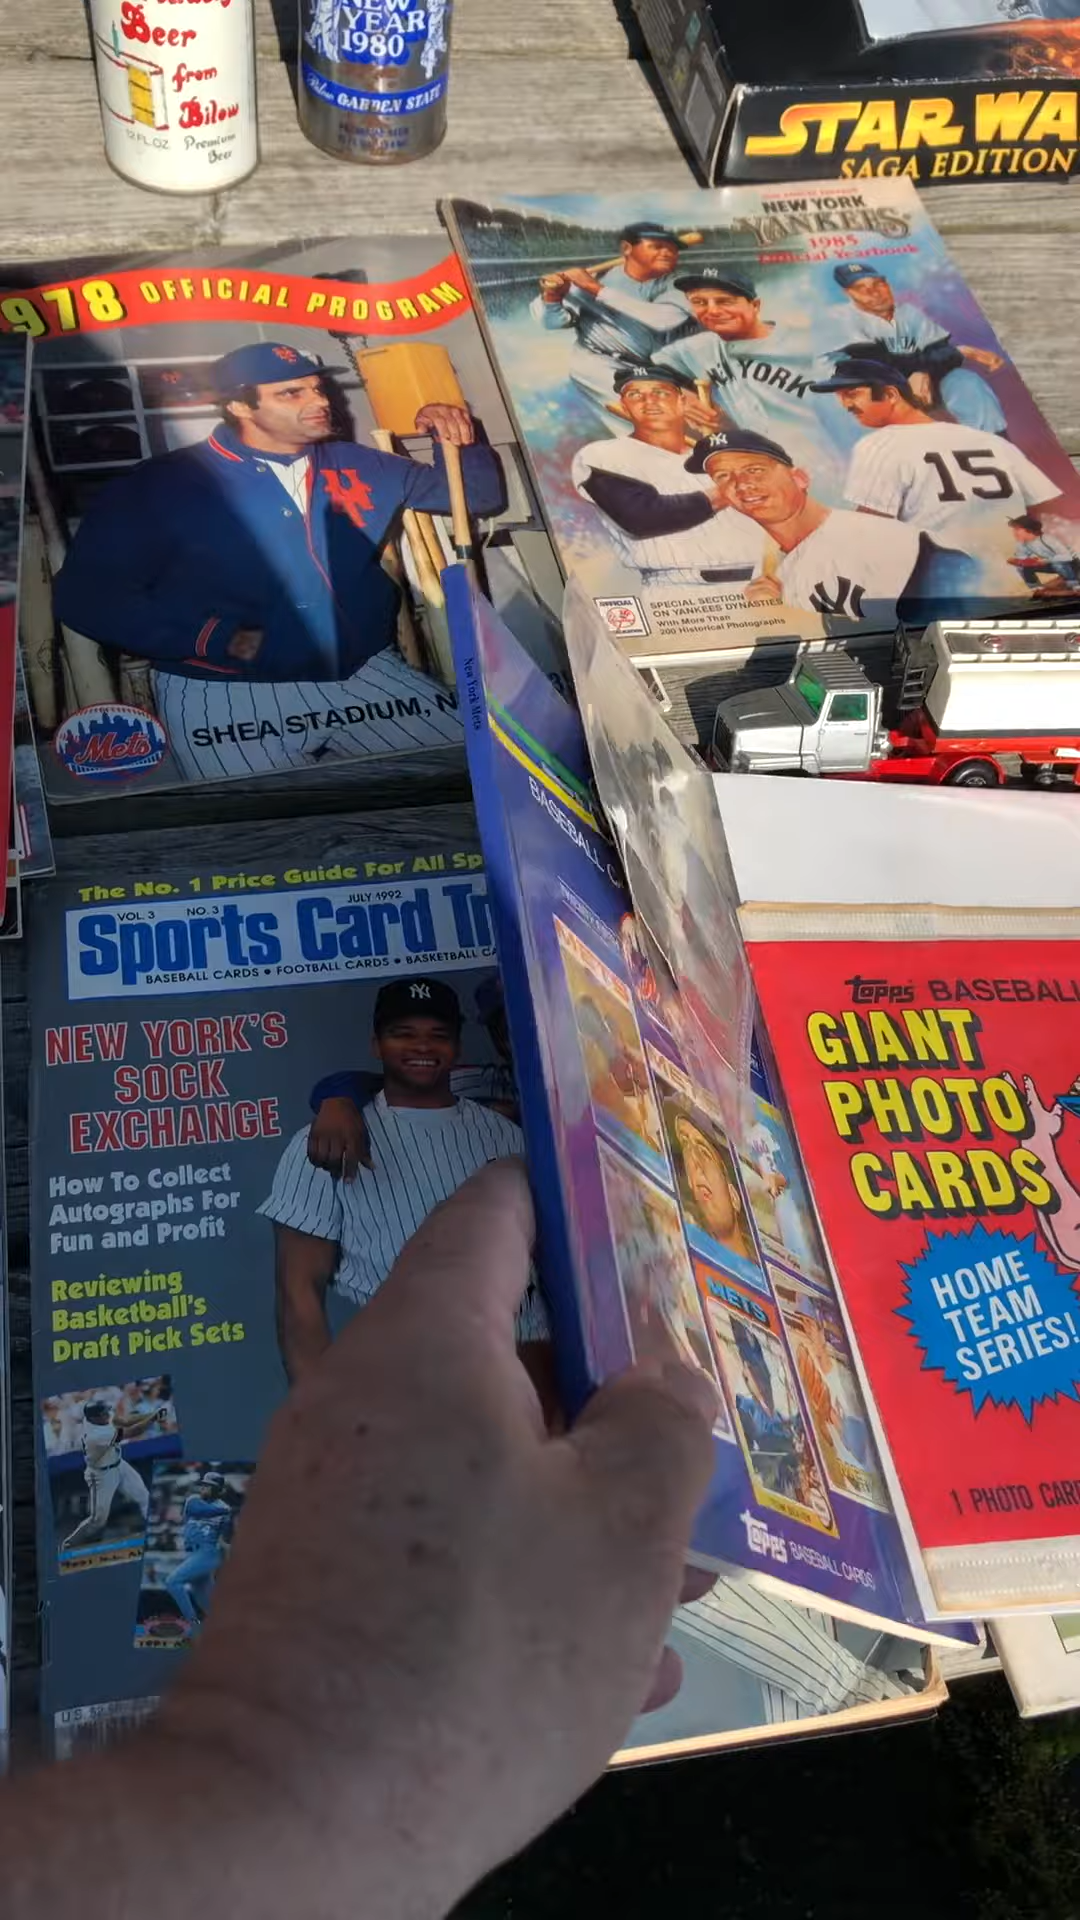 Beer
from
Bilow
12 FL.OZ Premium
Beer
NEW
YEAR
1980
GARDEN STATE
STAR WA
SAGA EDITION
NEW YORK
YANKEES
1985
Official Yearbook
N.Y YORK
15
NY
SPECIAL SECTION
ON YANKEES DYNASTIES
With More Than
200 Historical Photographs
OFFICIAL
978 OFFICIAL PROGRAM
NY
Mets
SHEA STADIUM, N
New York Mets
BASEBALL C
METS
topps BASEBALL CARDS
The No. 1 Price Guide For All Sp
VOL. 3 NO. 3 JULY 1992
Sports Card Tr
BASEBALL CARDS • FOOTBALL CARDS • BASKETBALL CA
NEW YORK'S
SOCK
EXCHANGE
How To Collect
Autographs For
Fun and Profit
Reviewing
Basketball's
Draft Pick Sets
U.S.
topps BASEBALL
GIANT
PHOTO
CARDS
HOME
TEAM
SERIES!
1 PHOTO CAR